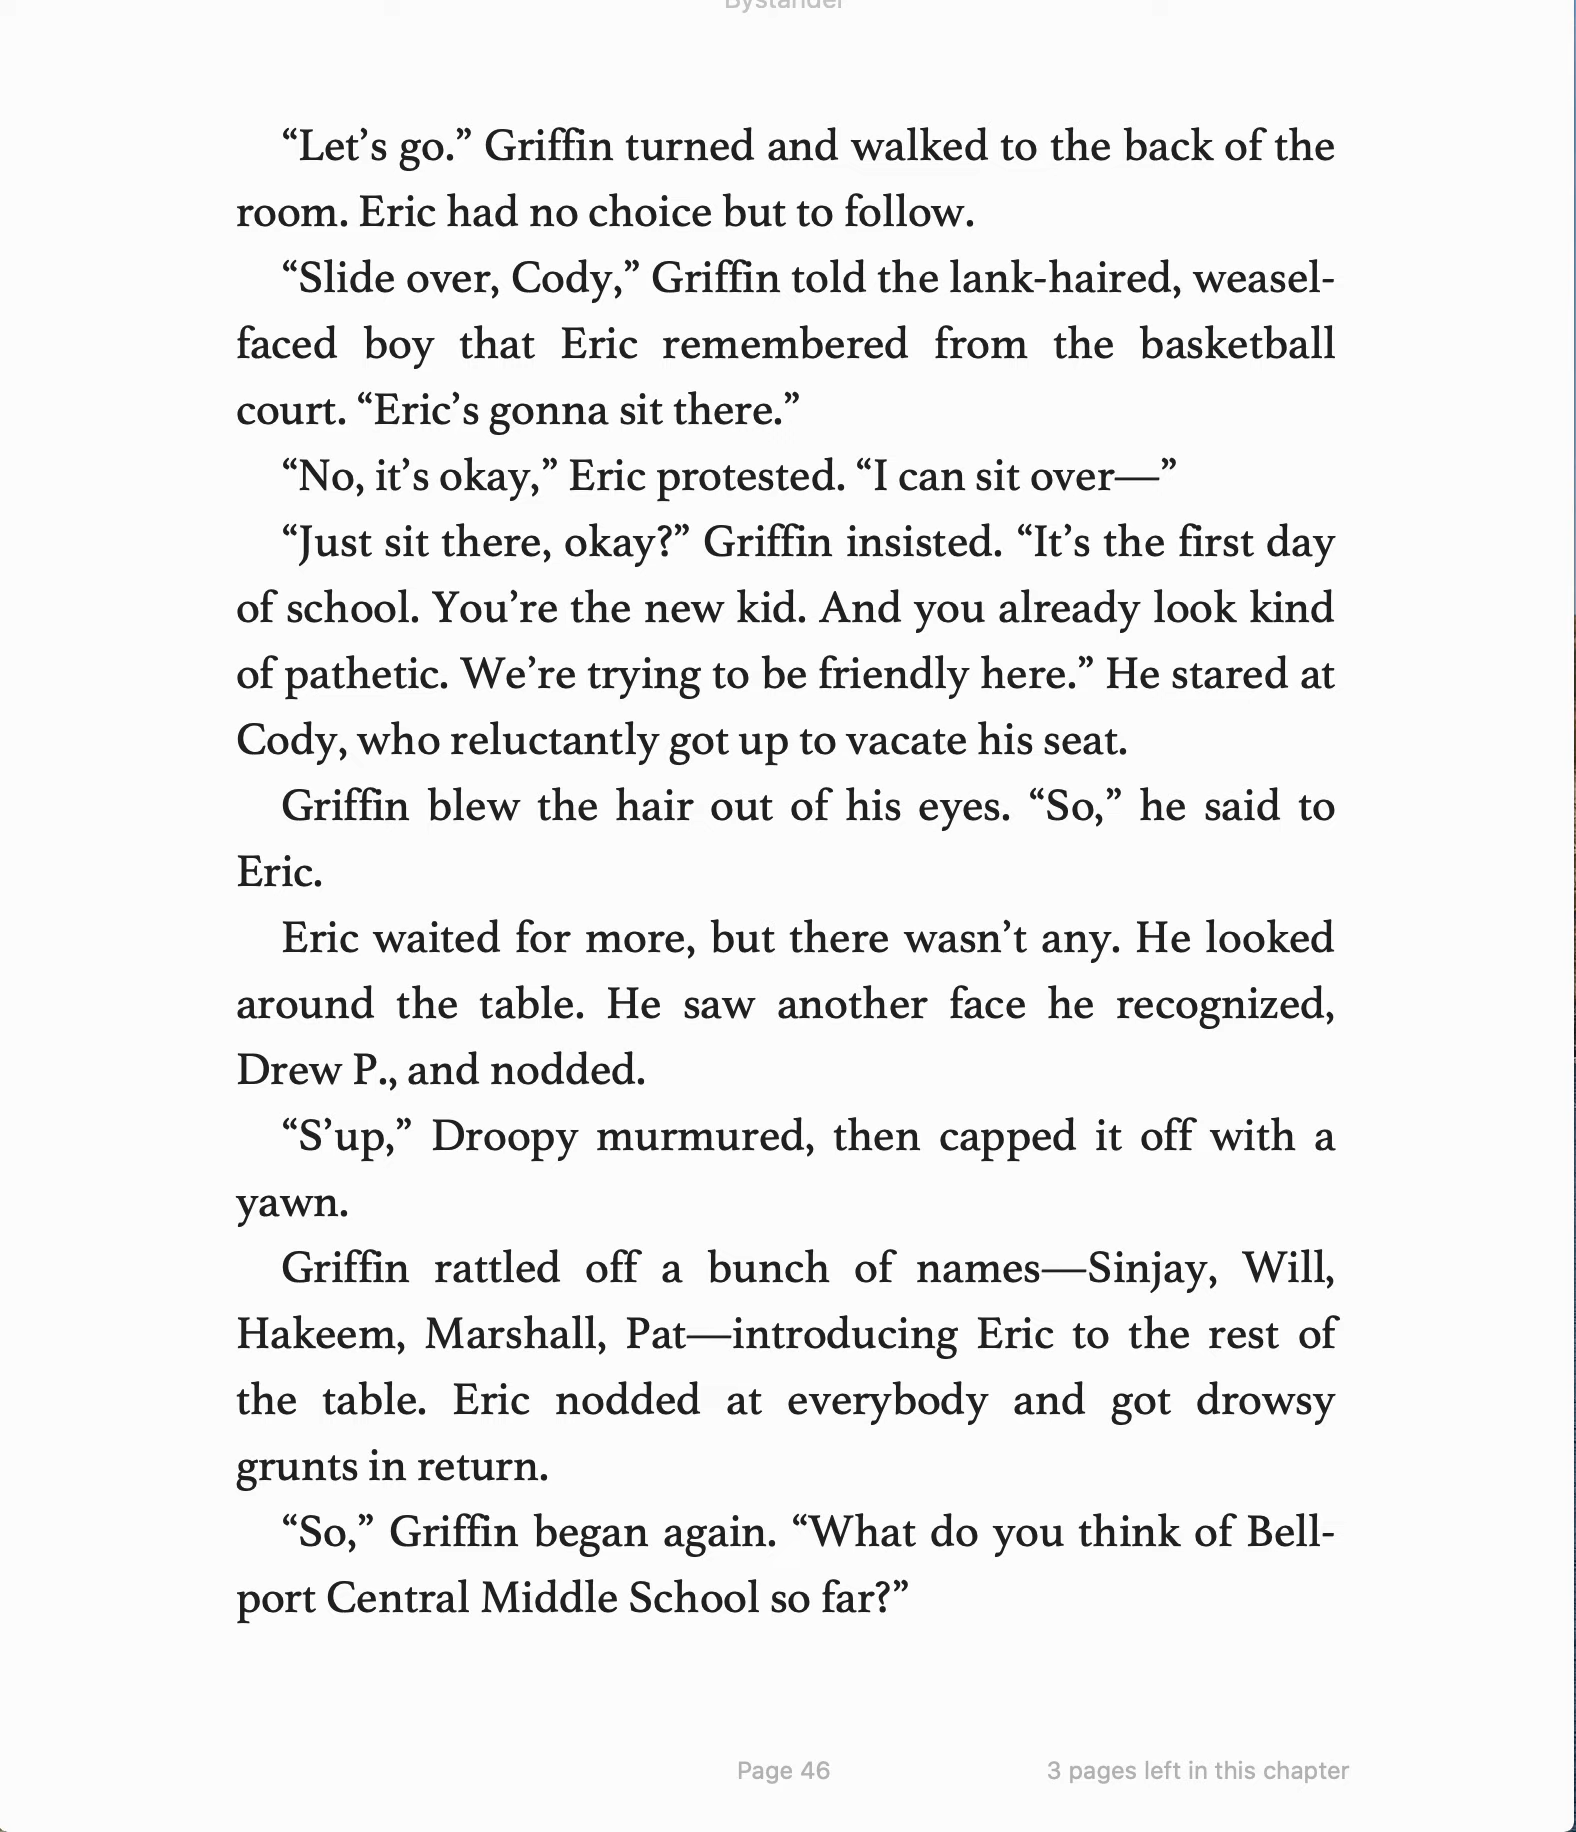 Bystander
“Let’s go.” Griffin turned and walked to the back of the
room. Eric had no choice but to follow.
“Slide over, Cody,” Griffin told the lank-haired, weasel-
faced boy that Eric remembered from the basketball
court. “Eric’s gonna sit there.”
“No, it’s okay,” Eric protested. “I can sit over—”
“Just sit there, okay?” Griffin insisted. “It’s the first day
of school. You’re the new kid. And you already look kind
of pathetic. We’re trying to be friendly here.” He stared at
Cody, who reluctantly got up to vacate his seat.
Griffin blew the hair out of his eyes. “So,” he said to
Eric.
Eric waited for more, but there wasn’t any. He looked
around the table. He saw another face he recognized,
Drew P., and nodded.
“S’up,” Droopy murmured, then capped it off with a
yawn.
Griffin rattled off a bunch of names—Sinjay, Will,
Hakeem, Marshall, Pat—introducing Eric to the rest of
the table. Eric nodded at everybody and got drowsy
grunts in return.
“So,” Griffin began again. “What do you think of Bell-
port Central Middle School so far?”
Page 46
3 pages left in this chapter